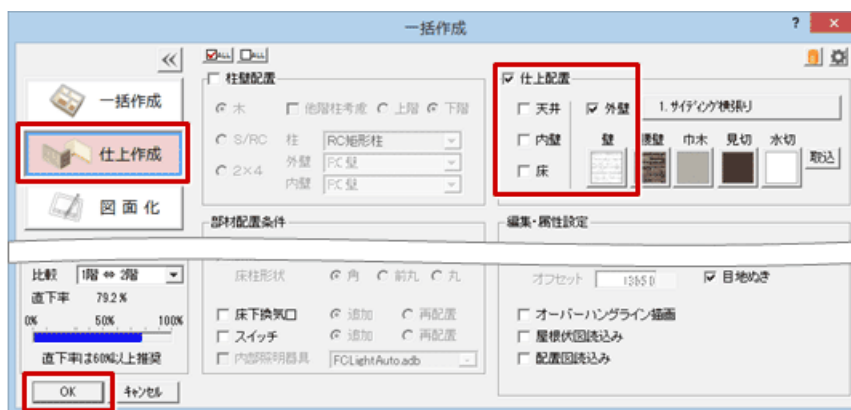 一括作成
? ×
≪
ALL ALL
一括作成
仕上作成
図面化
柱壁配置
木 他階柱考慮 上階 下階
S/RC 柱 RC矩形柱
2×4 外壁 RC壁
内壁 RC壁
仕上配置
天井 外壁 1.サイディング横張り
内壁 壁 腰壁 巾木 見切 水切
床 取込
部材配置条件
編集・属性設定
比較 1階⇔2階
直下率 79.2%
0% 50% 100%
直下率は60%以上推奨
床柱形状 角 前丸 丸
床下換気口 追加 再配置
スイッチ 追加 再配置
内部照明器具 FCLightAuto.adb
オフセット 13650 目地ぬき
オーバーハングライン描画
屋根伏図読込み
配置図読込み
OK キャンセル